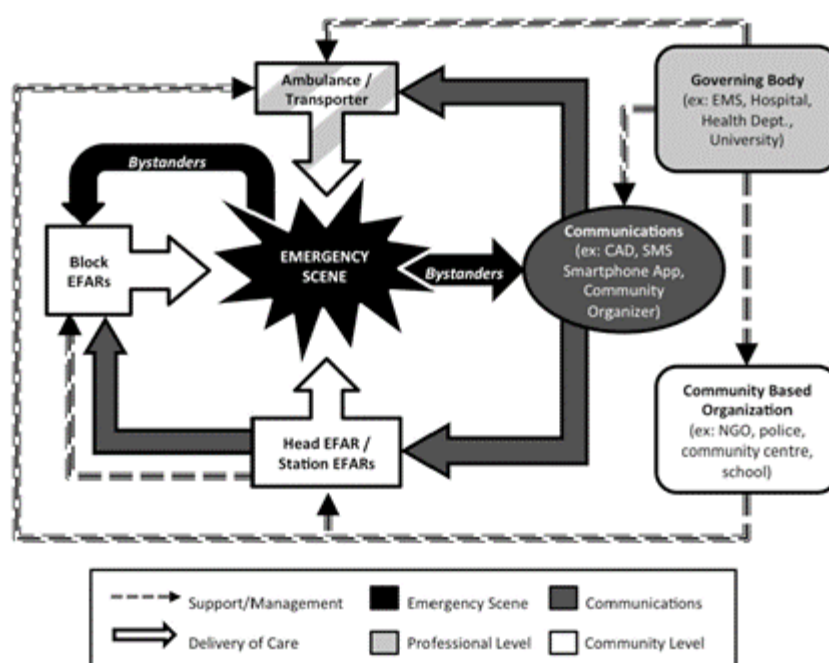 Ambulance /
Transporter
Governing Body
(ex: EMS, Hospital,
Health Dept.,
University)
Bystanders
Block
EFARs
EMERGENCY
SCENE
Bystanders
Communications
(ex: CAD, SMS
Smartphone App,
Community
Organizer)
Head EFAR /
Station EFARs
Community Based
Organization
(ex: NGO, police,
community centre,
school)
Support/Management
Emergency Scene
Communications
Delivery of Care
Professional Level
Community Level